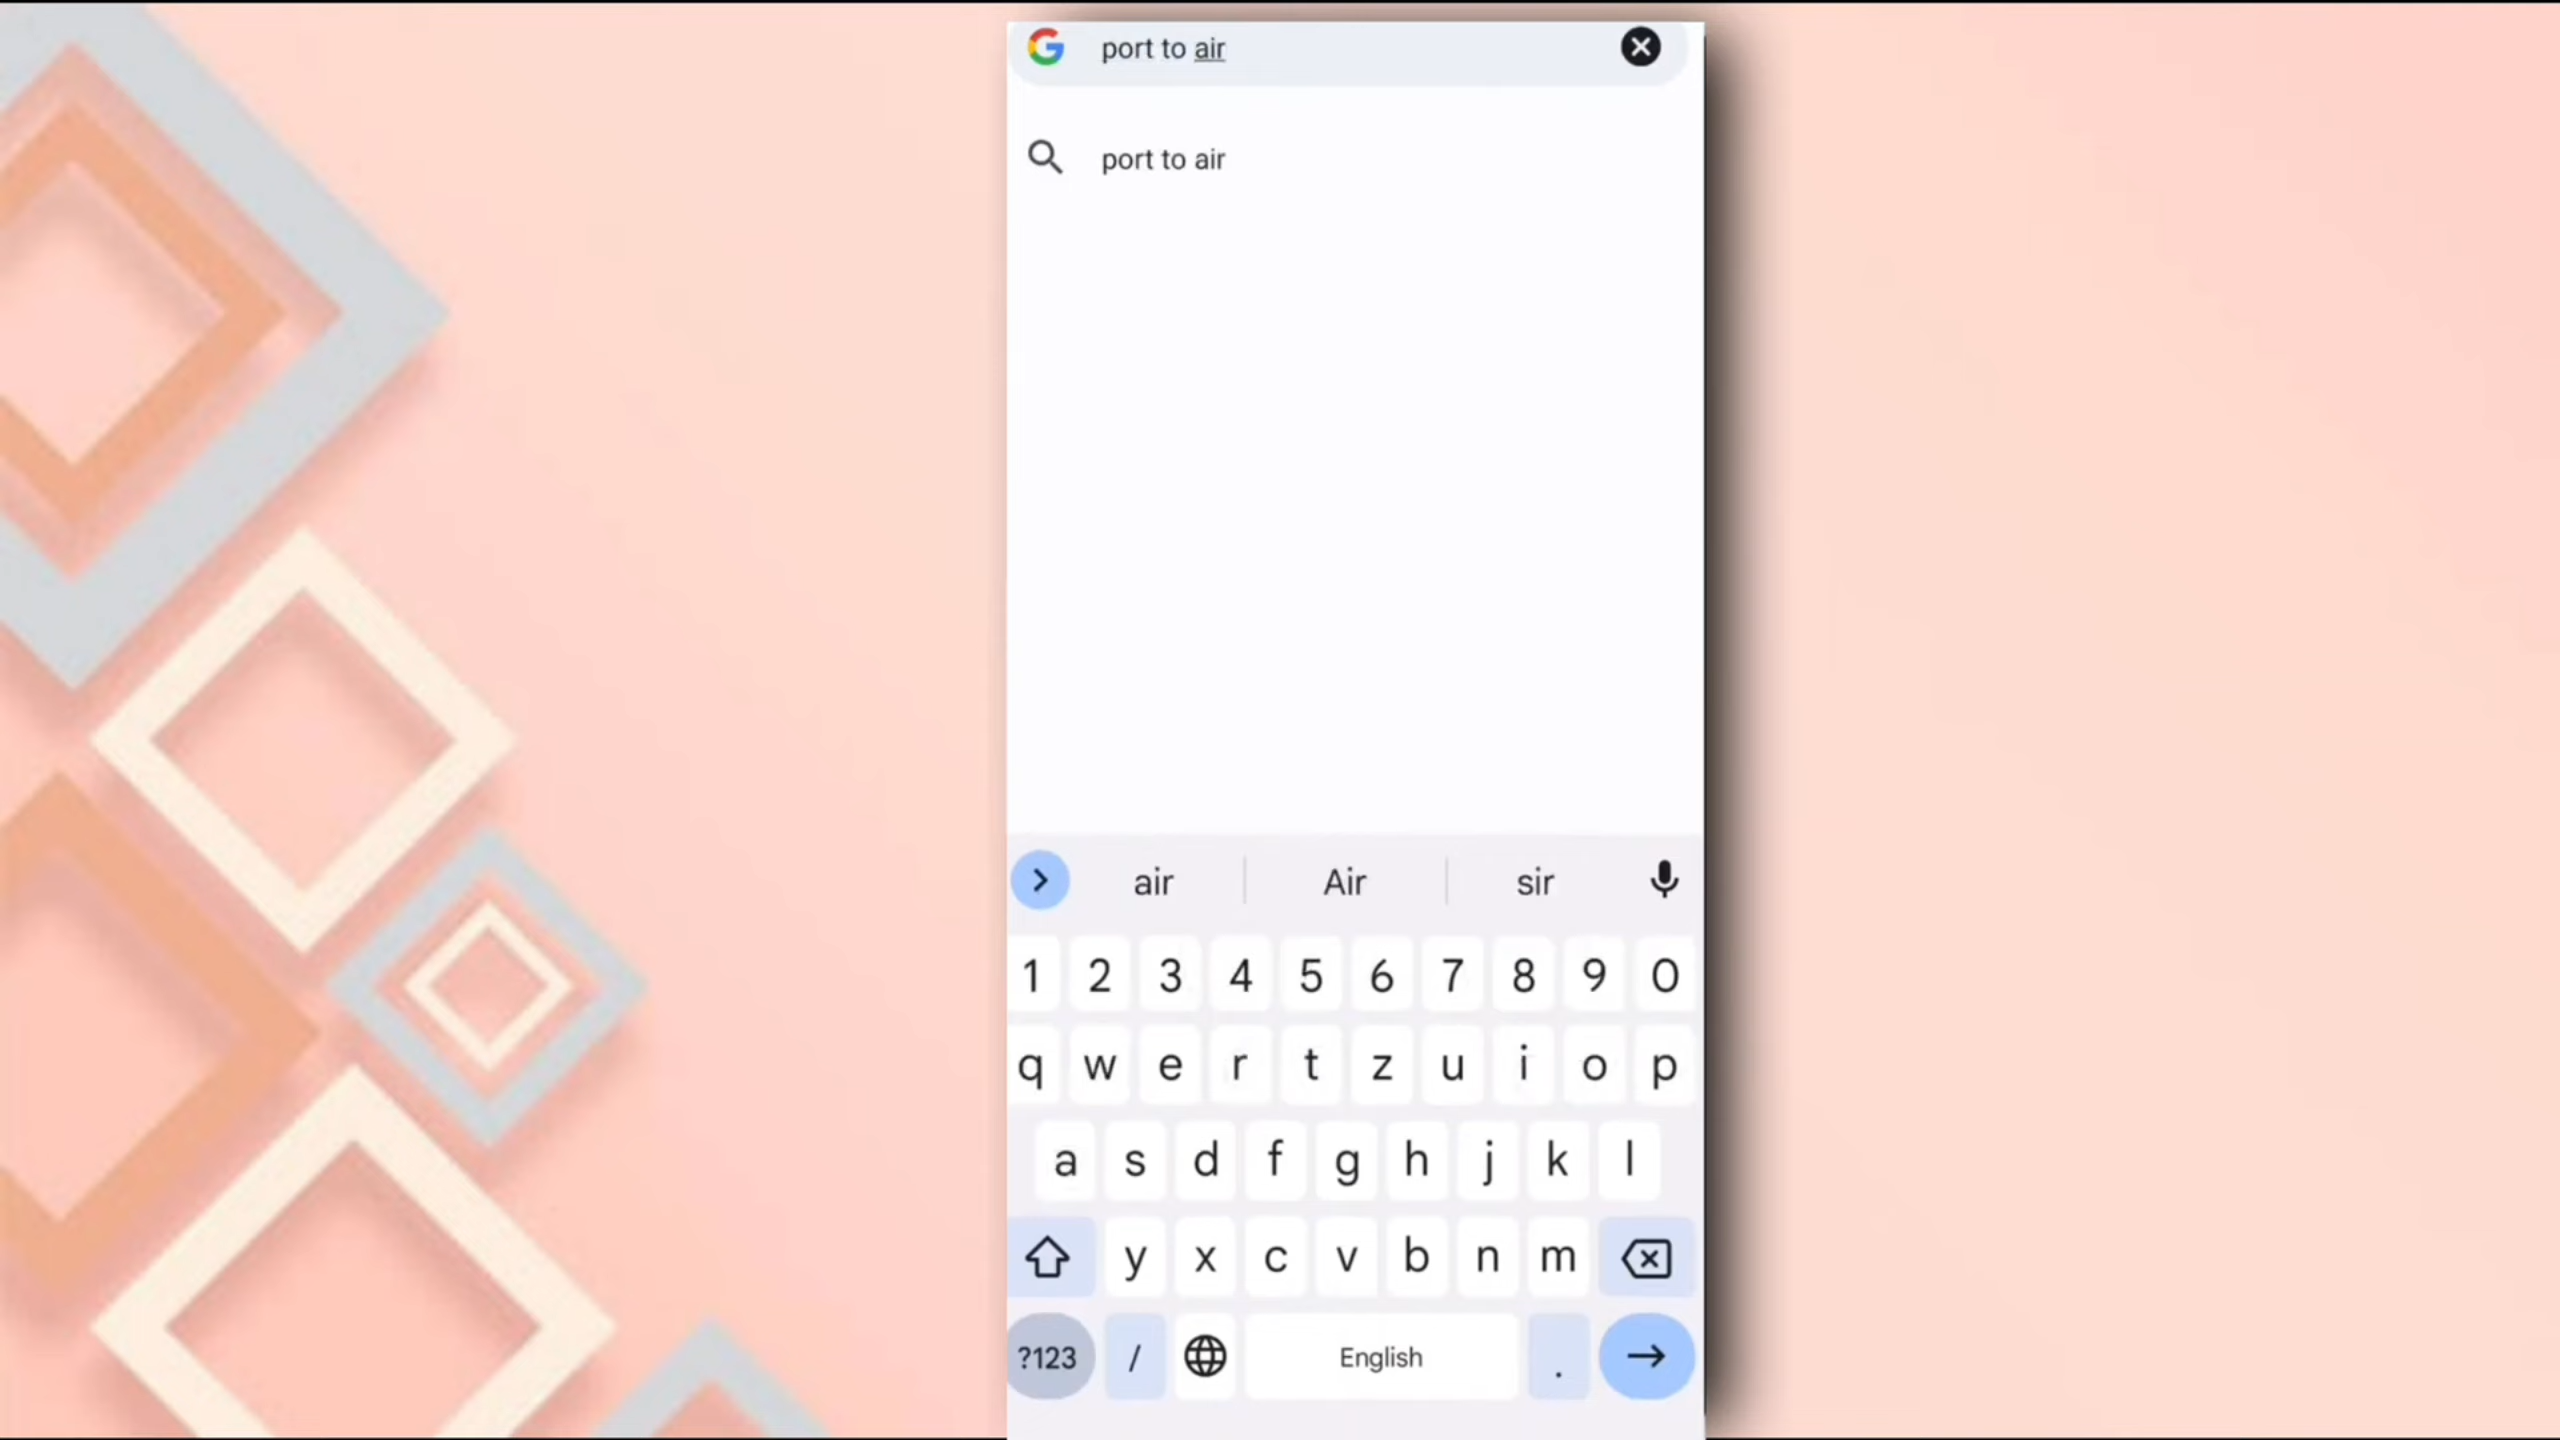 port to air
port to air
air Air sir
1 2 3 4 5 6 7 8 9 0
q w e r t z u i o p
a s d f g h j k l
y x c v b n m
?123 / English .